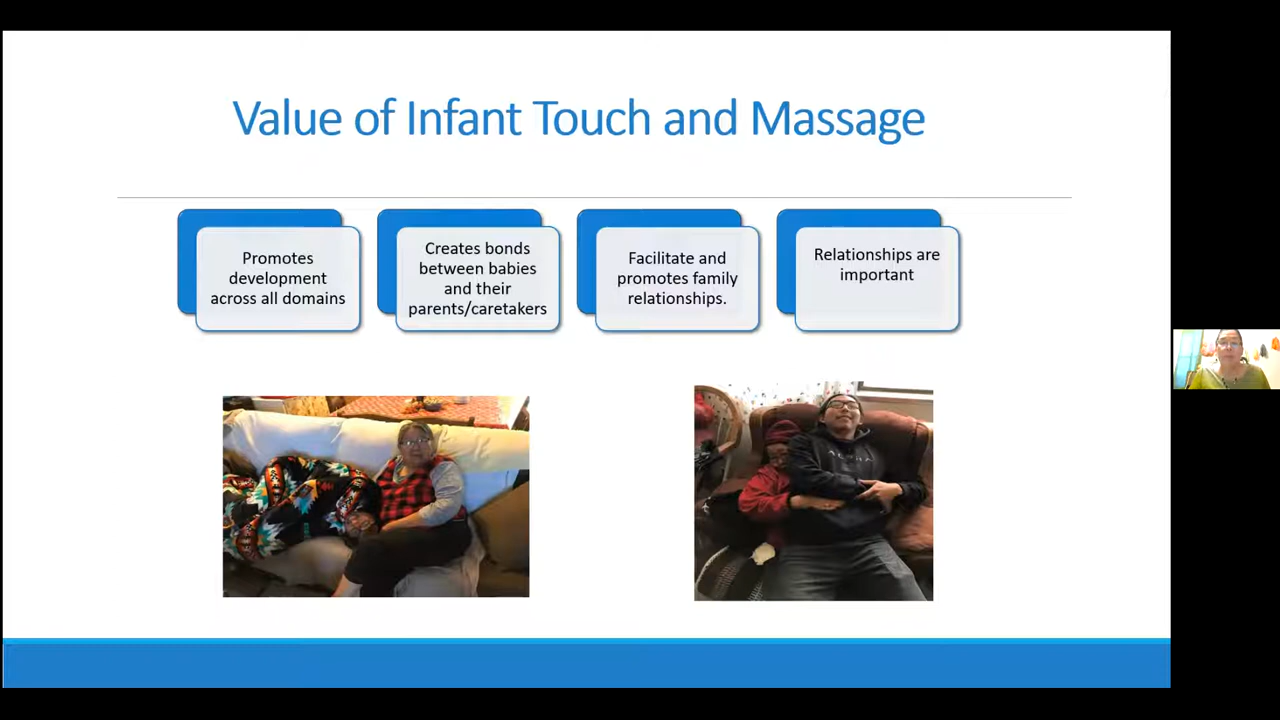 Value of Infant Touch and Massage
Promotes
development
across all domains
Creates bonds
between babies
and their
parents/caretakers
Facilitate and
promotes family
relationships.
Relationships are
important